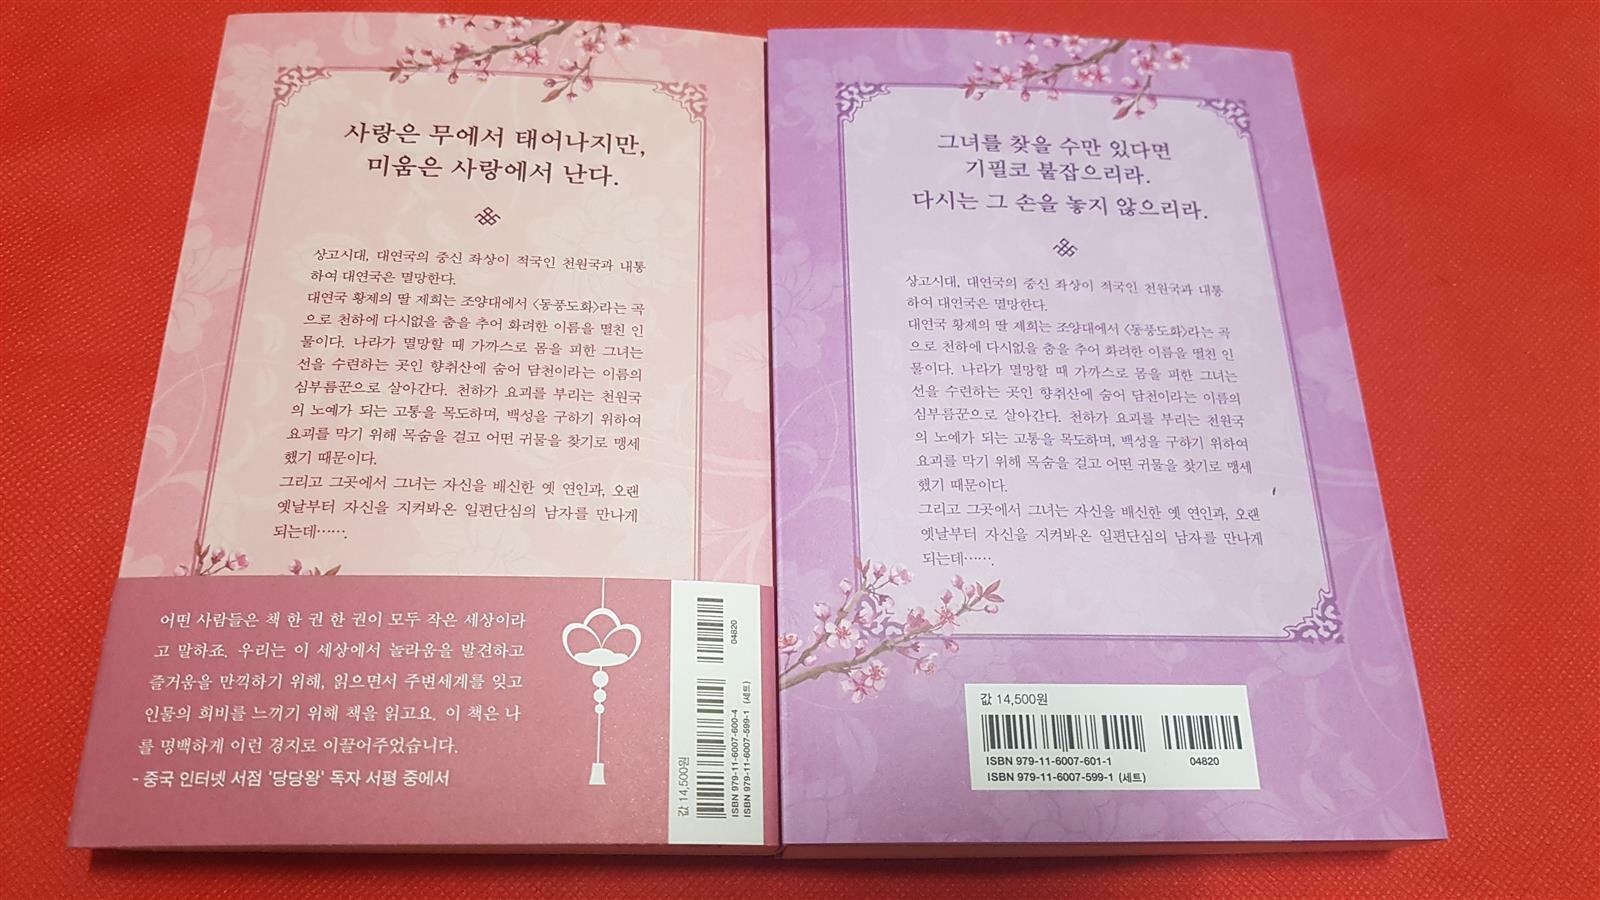 사랑은 무에서 태어나지만,
미움은 사랑에서 난다.
상고시대, 대연국의 중신 좌상이 적국인 천원국과 내통
하여 대연국은 멸망한다.
대연국 황제의 딸 제희는 조양대에서 〈동풍도화〉라는 곡
으로 천하에 다시없을 춤을 추어 화려한 이름을 떨친 인
물이다. 나라가 멸망할 때 가까스로 몸을 피한 그녀는
선을 수련하는 곳인 향취산에 숨어 담천이라는 이름의
심부름꾼으로 살아간다. 천하가 요괴를 부리는 천원국
의 노예가 되는 고통을 목도하며, 백성을 구하기 위하여
요괴를 막기 위해 목숨을 걸고 어떤 귀물을 찾기로 맹세
했기 때문이다.
그리고 그곳에서 그녀는 자신을 배신한 옛 연인과, 오랜
옛날부터 자신을 지켜봐온 일편단심의 남자를 만나게
되는데…….
어떤 사람들은 책 한 권 한 권이 모두 작은 세상이라
고 말하죠. 우리는 이 세상에서 놀라움을 발견하고
즐거움을 만끽하기 위해, 읽으면서 주변세계를 잊고
인물의 희비를 느끼기 위해 책을 읽고요. 이 책은 나
를 명백하게 이런 경지로 이끌어주었습니다.
- 중국 인터넷 서점 '당당왕' 독자 서평 중에서
값 14,500원
04820
ISBN 979-11-6007-600-4
ISBN 979-11-6007-599-1 (세트)
그녀를 찾을 수만 있다면
기필코 붙잡으리라.
다시는 그 손을 놓지 않으리라.
상고시대, 대연국의 중신 좌상이 적국인 천원국과 내통
하여 대연국은 멸망한다.
대연국 황제의 딸 제희는 조양대에서 〈동풍도화〉라는 곡
으로 천하에 다시없을 춤을 추어 화려한 이름을 떨친 인
물이다. 나라가 멸망할 때 가까스로 몸을 피한 그녀는
선을 수련하는 곳인 향취산에 숨어 담천이라는 이름의
심부름꾼으로 살아간다. 천하가 요괴를 부리는 천원국
의 노예가 되는 고통을 목도하며, 백성을 구하기 위하여
요괴를 막기 위해 목숨을 걸고 어떤 귀물을 찾기로 맹세
했기 때문이다.
그리고 그곳에서 그녀는 자신을 배신한 옛 연인과, 오랜
옛날부터 자신을 지켜봐온 일편단심의 남자를 만나게
되는데…….
값 14,500원
ISBN 979-11-6007-601-1
04820
ISBN 979-11-6007-599-1 (세트)